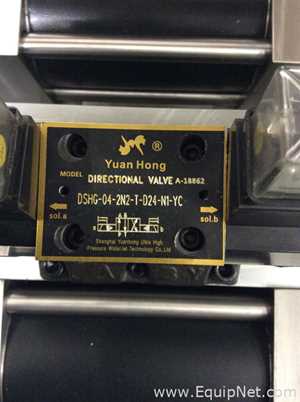 ®
Yuan Hong
MODEL DIRECTIONAL VALVE A-18862
DSHG-04-2N2-T-D24-N1-YC
sol.a
sol.b
a
b
Shanghai Yuanhong Ultra High
Pressure WaterJet Technology Co.,Ltd
www.EquipNet.com